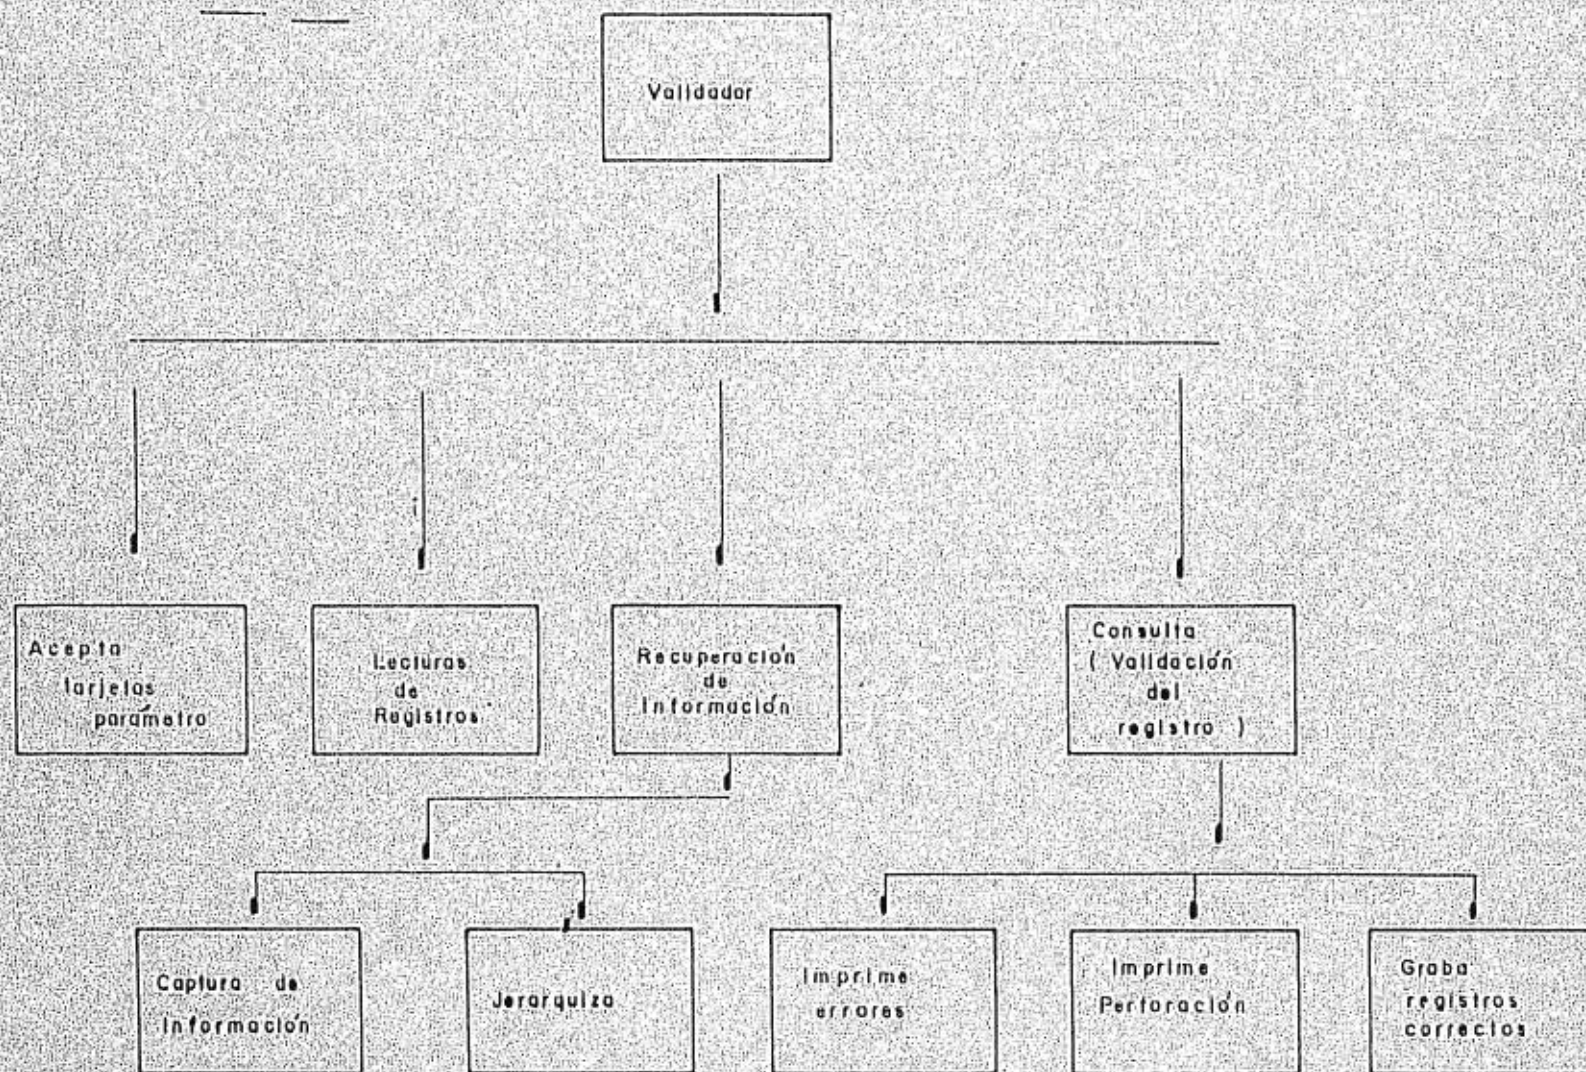 Validador
Acepta
tarjetas
parámetro
Lecturas
de
Registros
Recuperación
de
Información
Consulta
( Validación
del
registro )
Captura de
Información
Jerarquiza
Imprime
errores
Imprime
Perforación
Graba
registros
correctos